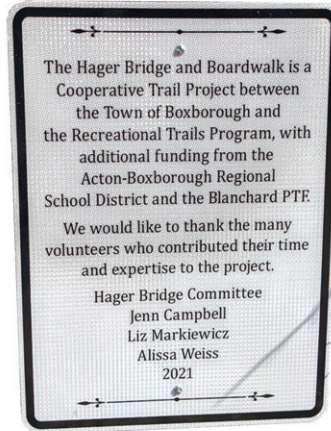 The Hager Bridge and Boardwalk is a
Cooperative Trail Project between
the Town of Boxborough and
the Recreational Trails Program, with
additional funding from the
Acton-Boxborough Regional
School District and the Blanchard PTF.
We would like to thank the many
volunteers who contributed their time
and expertise to the project.
Hager Bridge Committee
Jenn Campbell
Liz Markiewicz
Alissa Weiss
2021